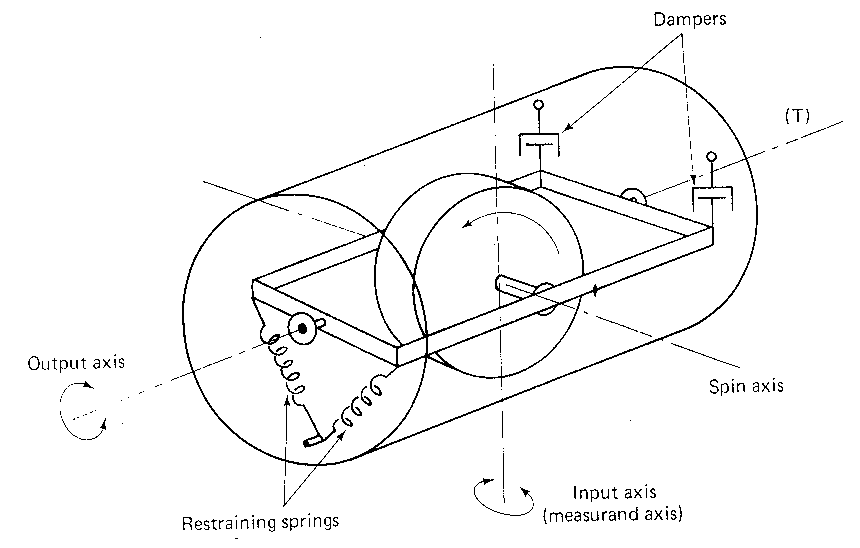 Dampers
(T)
Output axis
Spin axis
Input axis
(measurand axis)
Restraining springs